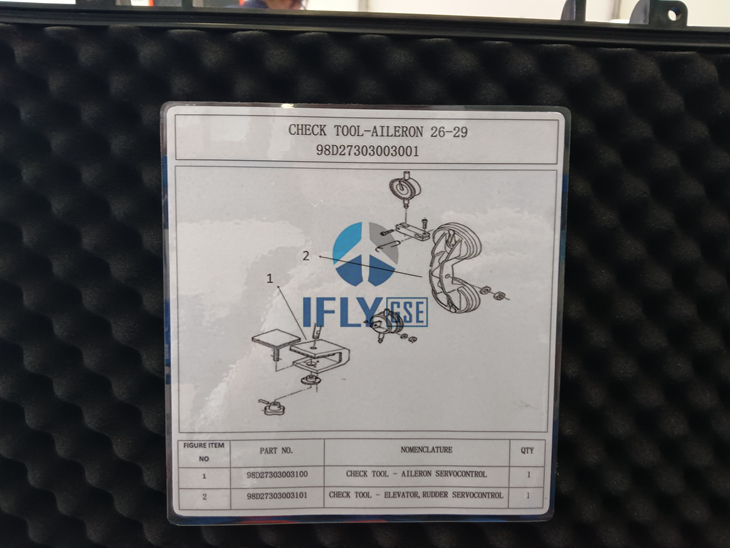 CHECK TOOL-AILERON 26-29
98D27303003001
2
1
IFLY GSE
FIGURE ITEM NO PART NO. NOMENCLATURE QTY
1 98D27303003100 CHECK TOOL - AILERON SERVOCONTROL 1
2 98D27303003101 CHECK TOOL - ELEVATOR, RUDDER SERVOCONTROL 1